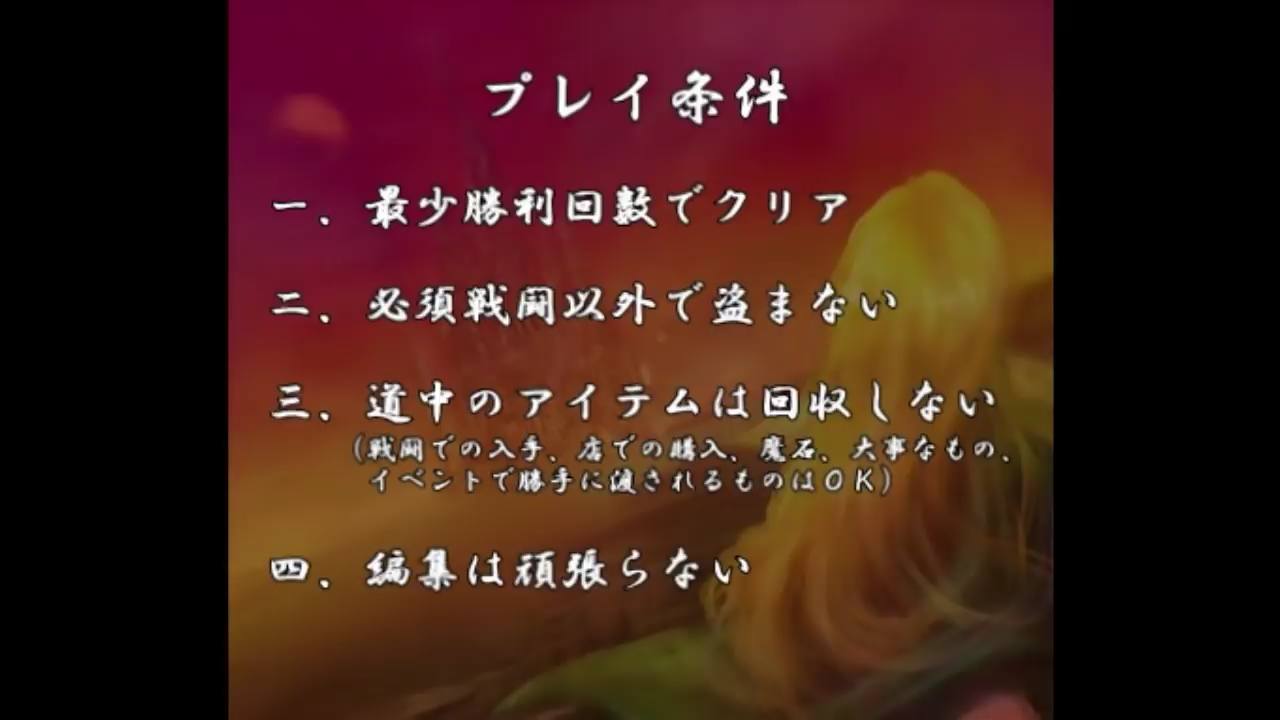 プレイ条件
一．最少勝利回数でクリア
二．必須戦闘以外で盗まない
三．道中のアイテムは回収しない
（戦闘での入手、店での購入、魔石、大事なもの、
イベントで勝手に渡されるものはＯＫ）
四．編集は頑張らない